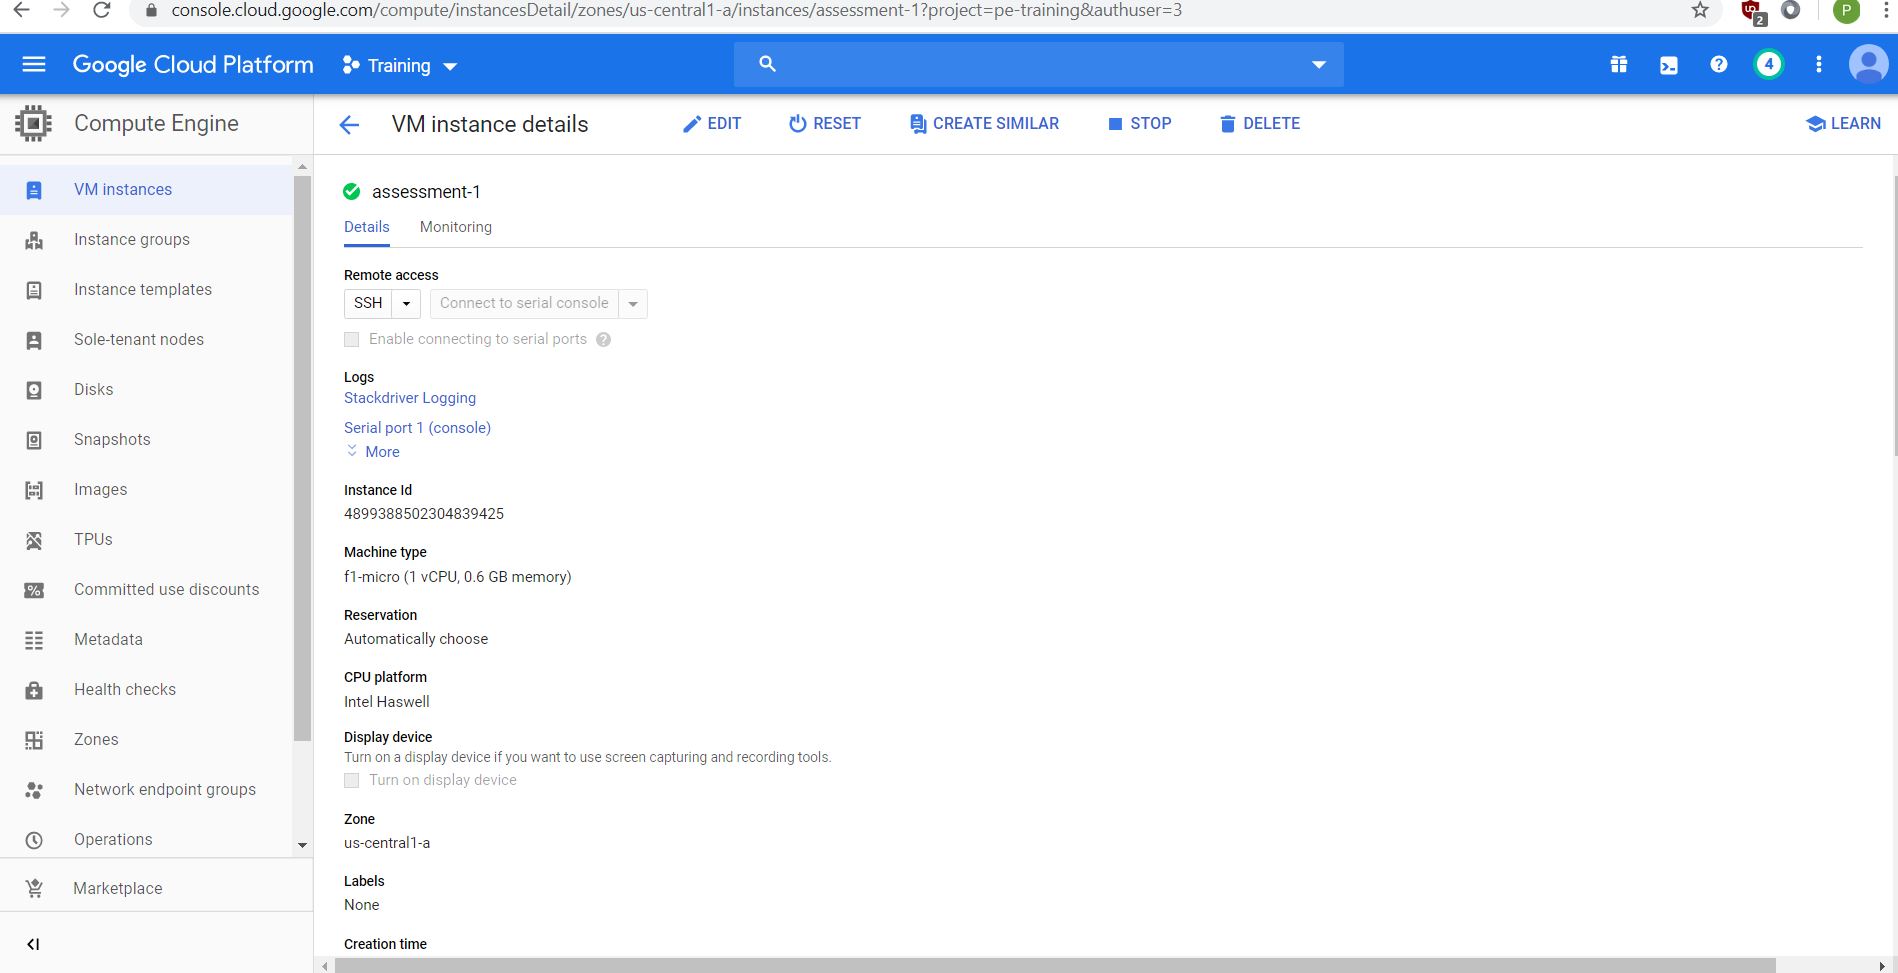 console.cloud.google.com/compute/instancesDetail/zones/us-central1-a/instances/assessment-1?project=pe-training&authuser=3
2
P
Google Cloud Platform
Training
4
Compute Engine
VM instance details
EDIT
RESET
CREATE SIMILAR
STOP
DELETE
LEARN
VM instances
Instance groups
Instance templates
Sole-tenant nodes
Disks
Snapshots
Images
TPUs
Committed use discounts
Metadata
Health checks
Zones
Network endpoint groups
Operations
Marketplace
assessment-1
Details
Monitoring
Remote access
SSH
Connect to serial console
Enable connecting to serial ports
Logs
Stackdriver Logging
Serial port 1 (console)
More
Instance Id
4899388502304839425
Machine type
f1-micro (1 vCPU, 0.6 GB memory)
Reservation
Automatically choose
CPU platform
Intel Haswell
Display device
Turn on a display device if you want to use screen capturing and recording tools.
Turn on display device
Zone
us-central1-a
Labels
None
Creation time